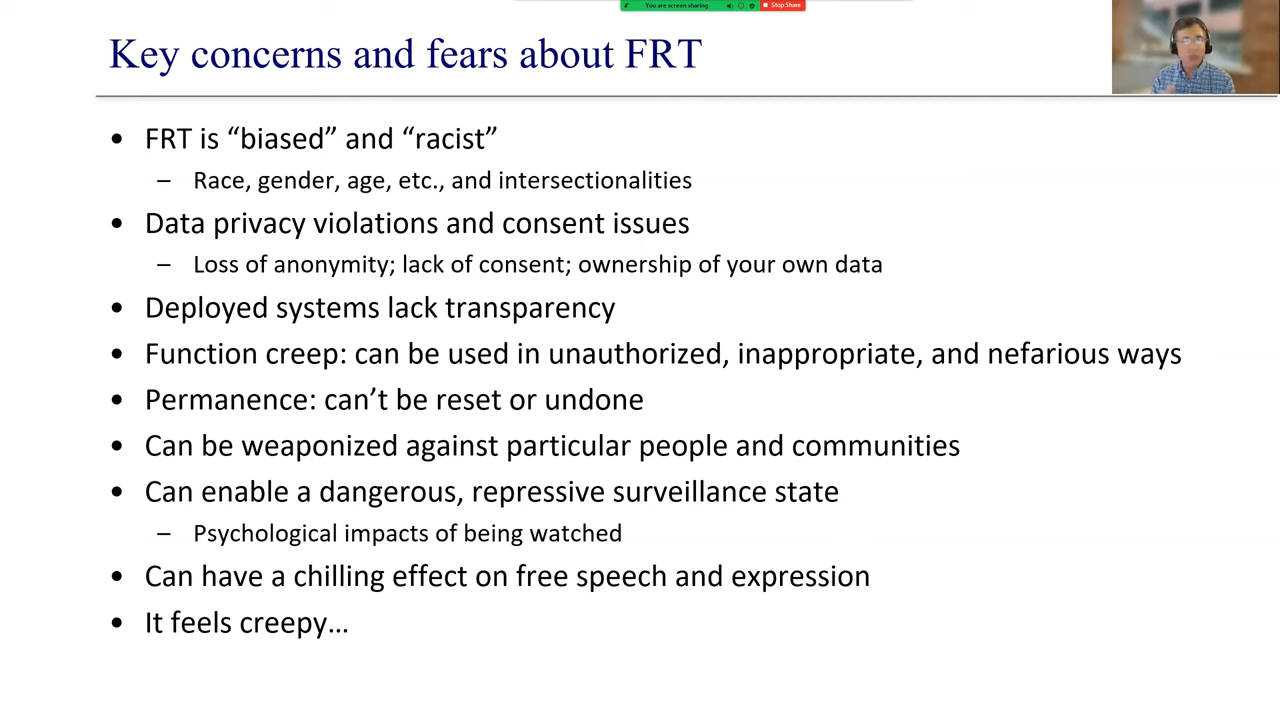 You are screen sharing
Stop Share
Key concerns and fears about FRT
• FRT is “biased” and “racist”
– Race, gender, age, etc., and intersectionalities
• Data privacy violations and consent issues
– Loss of anonymity; lack of consent; ownership of your own data
• Deployed systems lack transparency
• Function creep: can be used in unauthorized, inappropriate, and nefarious ways
• Permanence: can’t be reset or undone
• Can be weaponized against particular people and communities
• Can enable a dangerous, repressive surveillance state
– Psychological impacts of being watched
• Can have a chilling effect on free speech and expression
• It feels creepy…